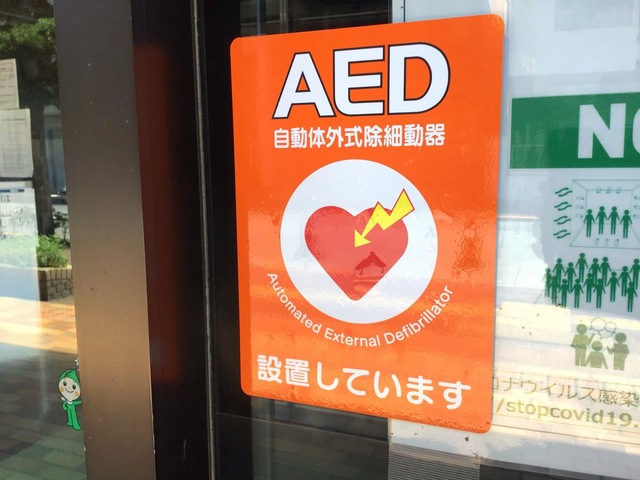 AED
自動体外式除細動器
Automated External Defibrillator
設置しています
ロナウイルス感染
/stopcovid19.